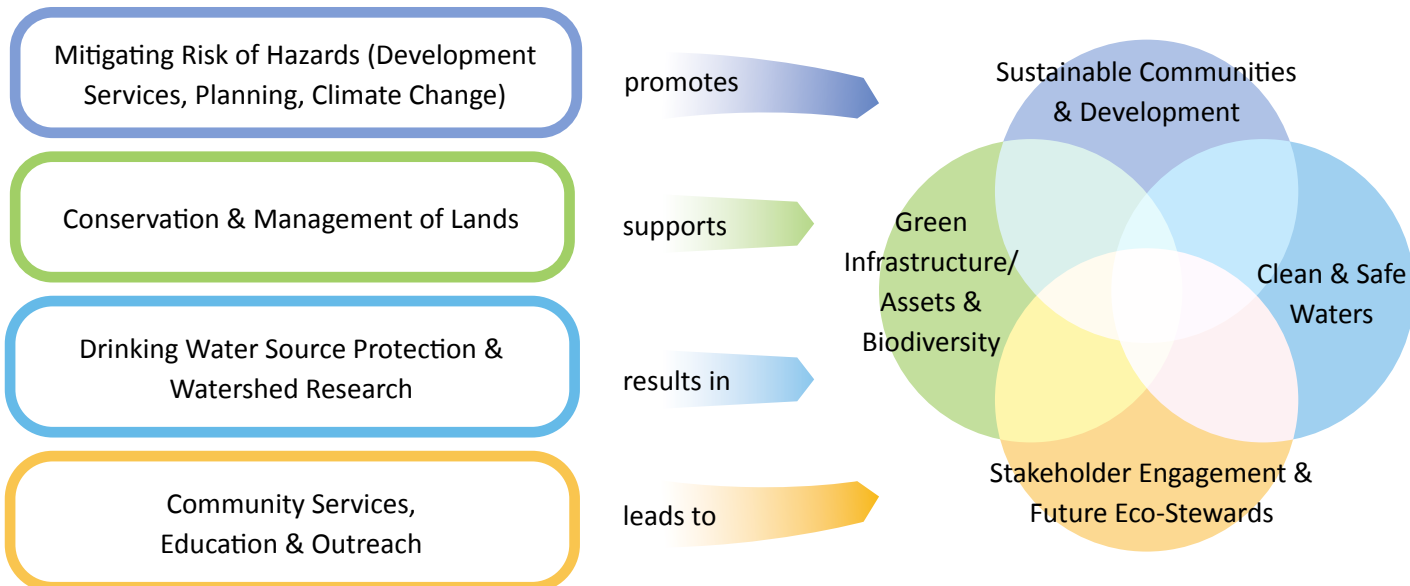 Mitigating Risk of Hazards (Development
Services, Planning, Climate Change)
promotes
Sustainable Communities
& Development
Conservation & Management of Lands
supports
Green
Infrastructure/
Assets &
Biodiversity
Clean & Safe
Waters
Drinking Water Source Protection &
Watershed Research
results in
Community Services,
Education & Outreach
leads to
Stakeholder Engagement &
Future Eco-Stewards